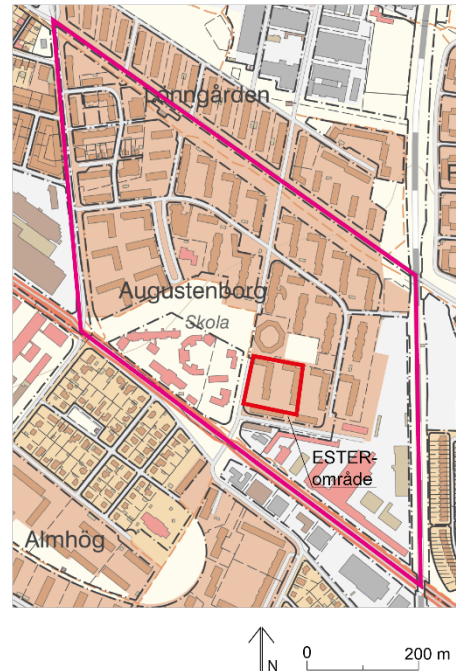 Lönngården
Augustenborg
Skola
ESTER-
område
Almhög
N
0
200 m